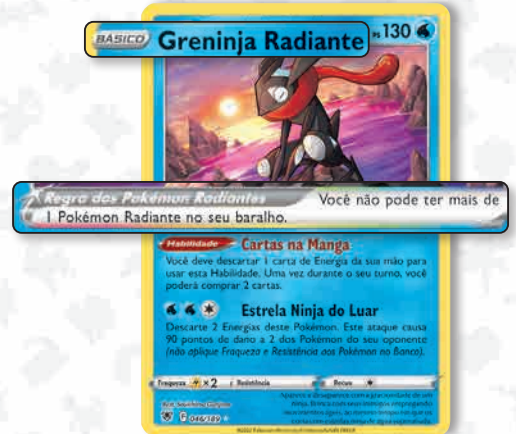 BÁSICO Greninja Radiante PS 130
Regra dos Pokémon Radiantes Você não pode ter mais de
1 Pokémon Radiante no seu baralho.
Habilidade Cartas na Manga
Você deve descartar 1 carta de Energia da sua mão para
usar esta Habilidade. Uma vez durante o seu turno, você
poderá comprar 2 cartas.
Estrela Ninja do Luar
Descarte 2 Energias deste Pokémon. Este ataque causa
90 pontos de dano a 2 dos Pokémon do seu oponente
(não aplique Fraqueza e Resistência aos Pokémon no Banco).
Fraqueza ×2 Resistência Recuo
046/189